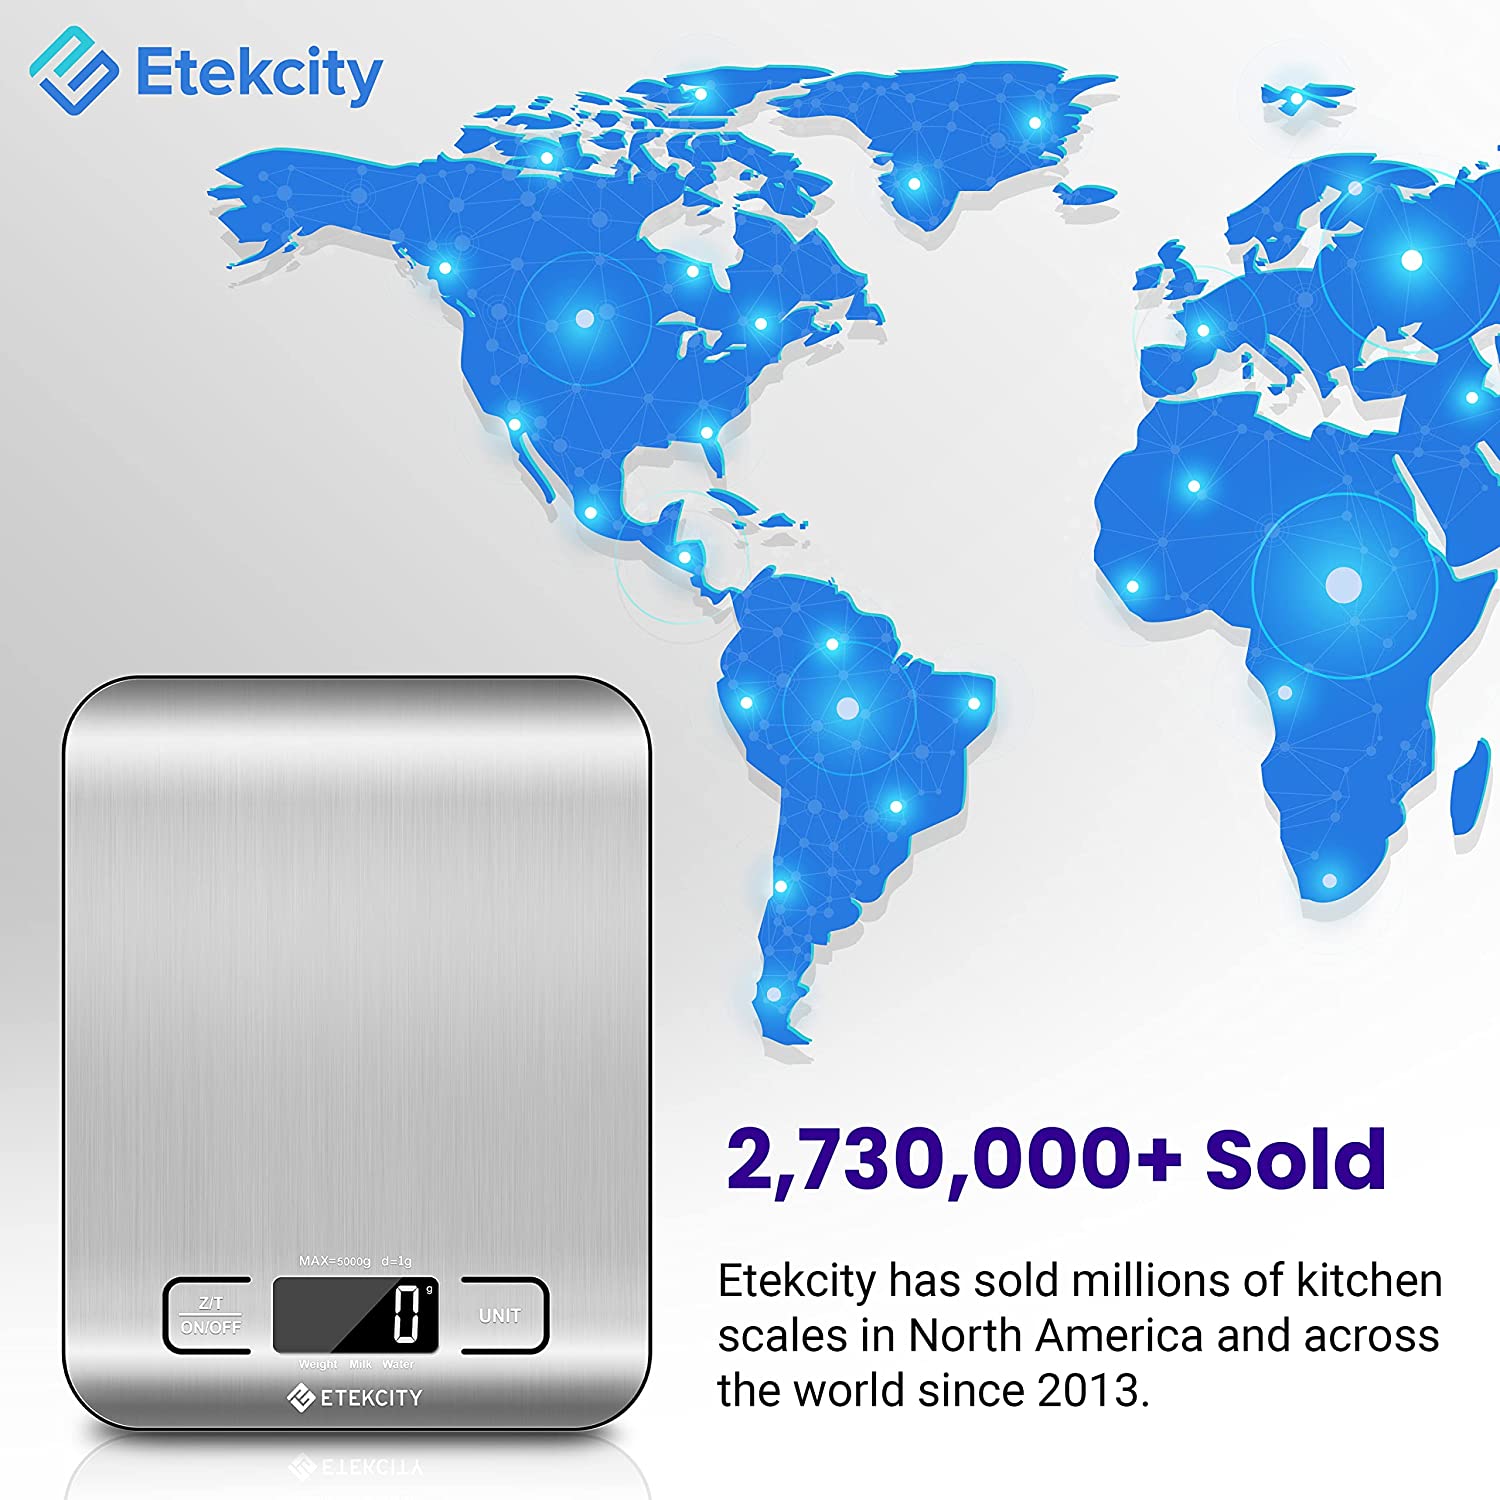 Etekcity
MAX=5000g d=1g
Z/T
ON/OFF
0 g
UNIT
Weight Milk Water
ETEKCITY
2,730,000+ Sold
Etekcity has sold millions of kitchen
scales in North America and across
the world since 2013.